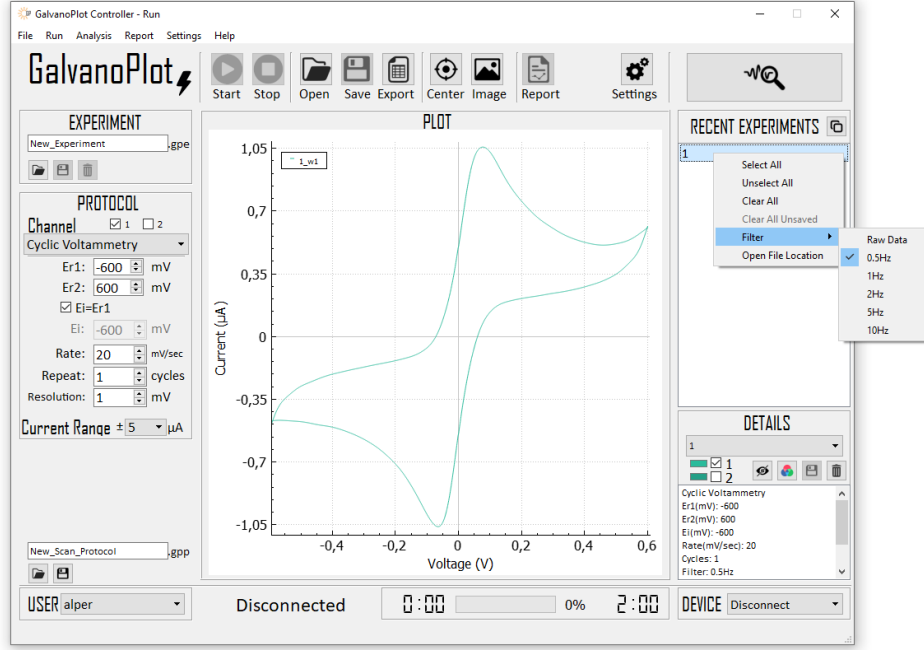 GalvanoPlot Controller - Run
File Run Analysis Report Settings Help
GalvanoPlot
Start Stop Open Save Export Center Image Report Settings
EXPERIMENT
New_Experiment .gpe
PROTOCOL
Channel 1 2
Cyclic Voltammetry
Er1: -600 mV
Er2: 600 mV
Ei=Er1
Ei: -600 mV
Rate: 20 mV/sec
Repeat: 1 cycles
Resolution: 1 mV
Current Range ± 5 µA
New_Scan_Protocol .gpp
PLOT
1_w1
1,05
0,7
0,35
0
-0,35
-0,7
-1,05
Current (µA)
-0,4 -0,2 0 0,2 0,4 0,6
Voltage (V)
RECENT EXPERIMENTS
1
Select All
Unselect All
Clear All
Clear All Unsaved
Filter
Open File Location
Raw Data
0.5Hz
1Hz
2Hz
5Hz
10Hz
DETAILS
1
1
2
Cyclic Voltammetry
Er1(mV): -600
Er2(mV): 600
Ei(mV): -600
Rate(mV/sec): 20
Cycles: 1
Filter: 0.5Hz
USER alper
Disconnected
0:00 0% 2:00
DEVICE Disconnect